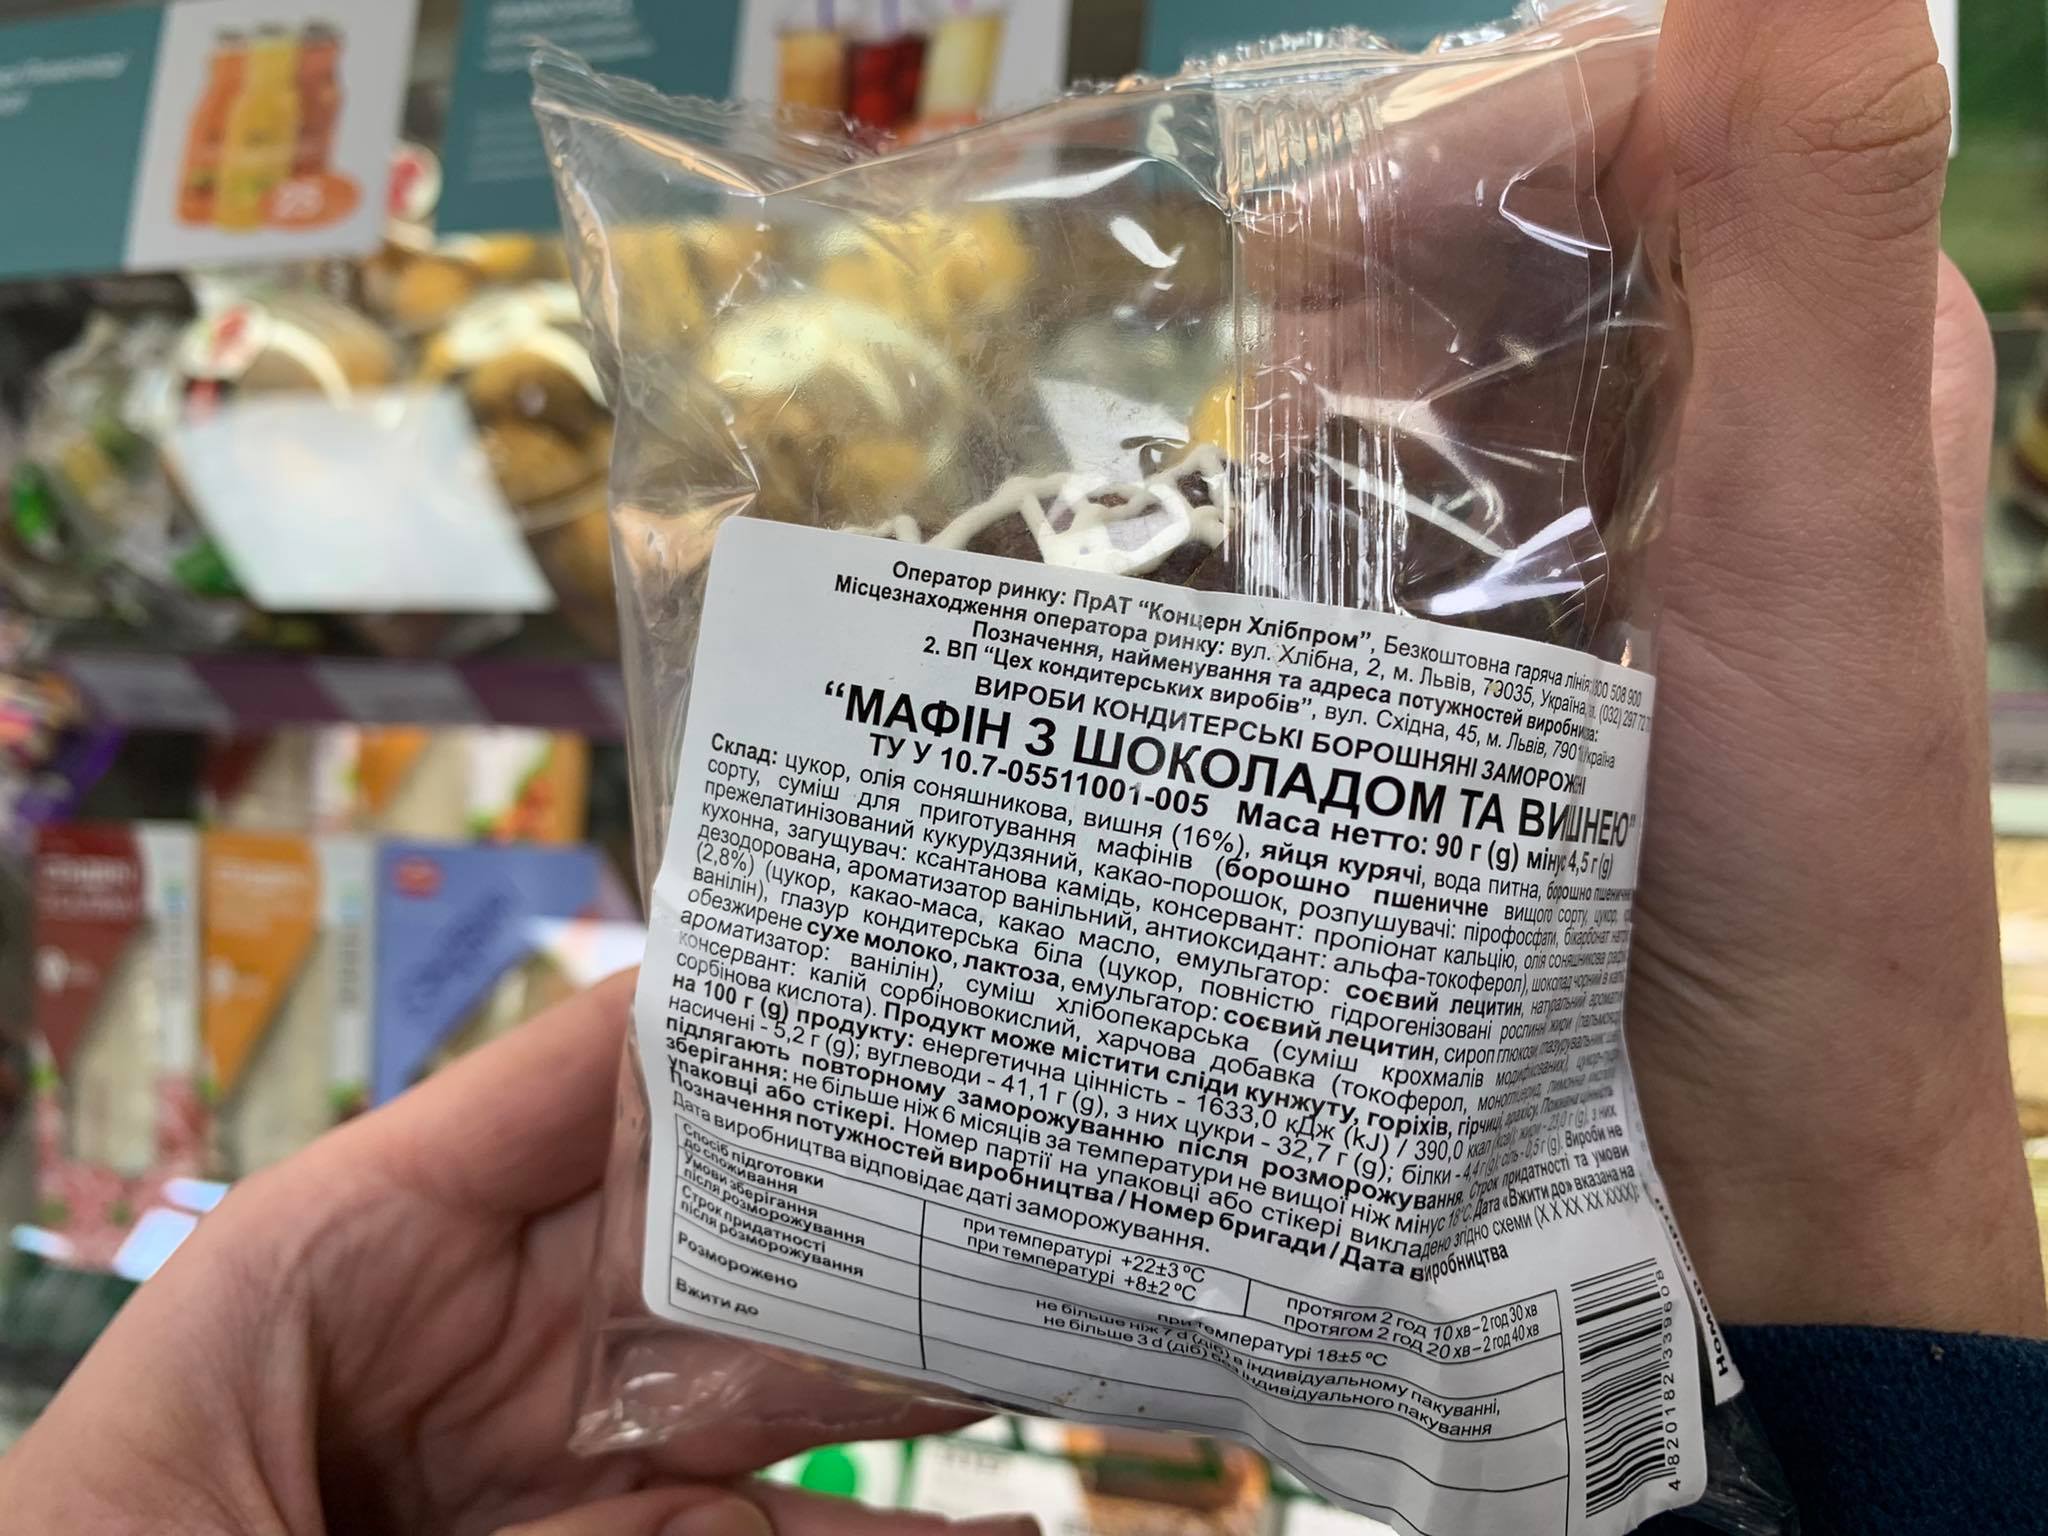 Оператор ринку: ПрАТ “Концерн Хлібпром”, Безкоштовна гаряча лінія: 508 900
Місцезнаходження оператора ринку: вул. Хлібна, 2, м. Львів, 79035, Україна, (032) 297
Позначення, найменування та адреса потужностей виробництва:
2. ВП “Цех кондитерських виробів”, вул. Східна, 45, м. Львів, Україна
ВИРОБИ КОНДИТЕРСЬКІ БОРОШНЯНІ ЗАМОРОЖЕНІ
“МАФІН З ШОКОЛАДОМ ТА ВИШНЕЮ”
ТУ У 10.7-05511001-005 Маса нетто: 90 г (g) мінус 4,5 г (g)
Склад: цукор, олія соняшникова, вишня (16%), яйця курячі, вода питна, борошно пшеничне
сорту, суміш для приготування мафінів (борошно пшеничне вищого сорту, цукор,
прежелатинізований кукурудзяний, какао-порошок, розпушувачі: пірофосфати, бікарбонат
кухонна, загущувач: ксантанова камідь, консервант: пропіонат кальцію, олія соняшникова
дезодорована, ароматизатор ванільний, антиоксидант: альфа-токоферол), шоколад чорний в
(2,8%) (цукор, какао-маса, какао масло, емульгатор: соєвий лецитин, натуральний
ванілін), глазур кондитерська біла (цукор, повністю гідрогенізовані рослинні жири
обезжирене сухе молоко, лактоза, емульгатор: соєвий лецитин, сироп глюкози
ароматизатор: ванілін), суміш хлібопекарська (суміш крохмалів модифікованих),
консервант: калій сорбіновокислий, харчова добавка (токоферол, моногліцерид, лимонна кислота
сорбінова кислота). Продукт може містити сліди кунжуту, горіхів, гірчиці, арахісу. Поживна цінність
на 100 г (g) продукту: енергетична цінність - 1633,0 кДж (kJ) / 390,0 ккал (kcal); жири - 23,0 г (g), з них
насичені - 5,2 г (g); вуглеводи - 41,1 г (g), з них цукри - 32,7 г (g); білки - 4,4 г (g); сіль - 0,5 г (g). Вироби не
підлягають повторному заморожуванню після розморожування. Строк придатності та умови
зберігання: не більше ніж 6 місяців за температури не вищої ніж мінус 18°С. Дата «Вжити до» вказана на
упаковці або стікері. Номер партії на упаковці або стікері викладено згідно схеми (X X XX XX XXXX):
Позначення потужностей виробництва / Номер бригади / Дата виробництва
Дата виробництва відповідає даті заморожування.
Спосіб підготовки
до споживання
при температурі +22±3 °С
протягом 2 год 10 хв – 2 год 30 хв
при температурі +8±2 °С
протягом 2 год 20 хв – 2 год 40 хв
Умови зберігання
після розморожування
при температурі 18±5 °С
Строк придатності
після розморожування
не більше ніж 7 d (діб) в індивідуальному пакуванні,
не більше 3 d (діб) без індивідуального пакування
Розморожено
Вжити до
4 820182 339608